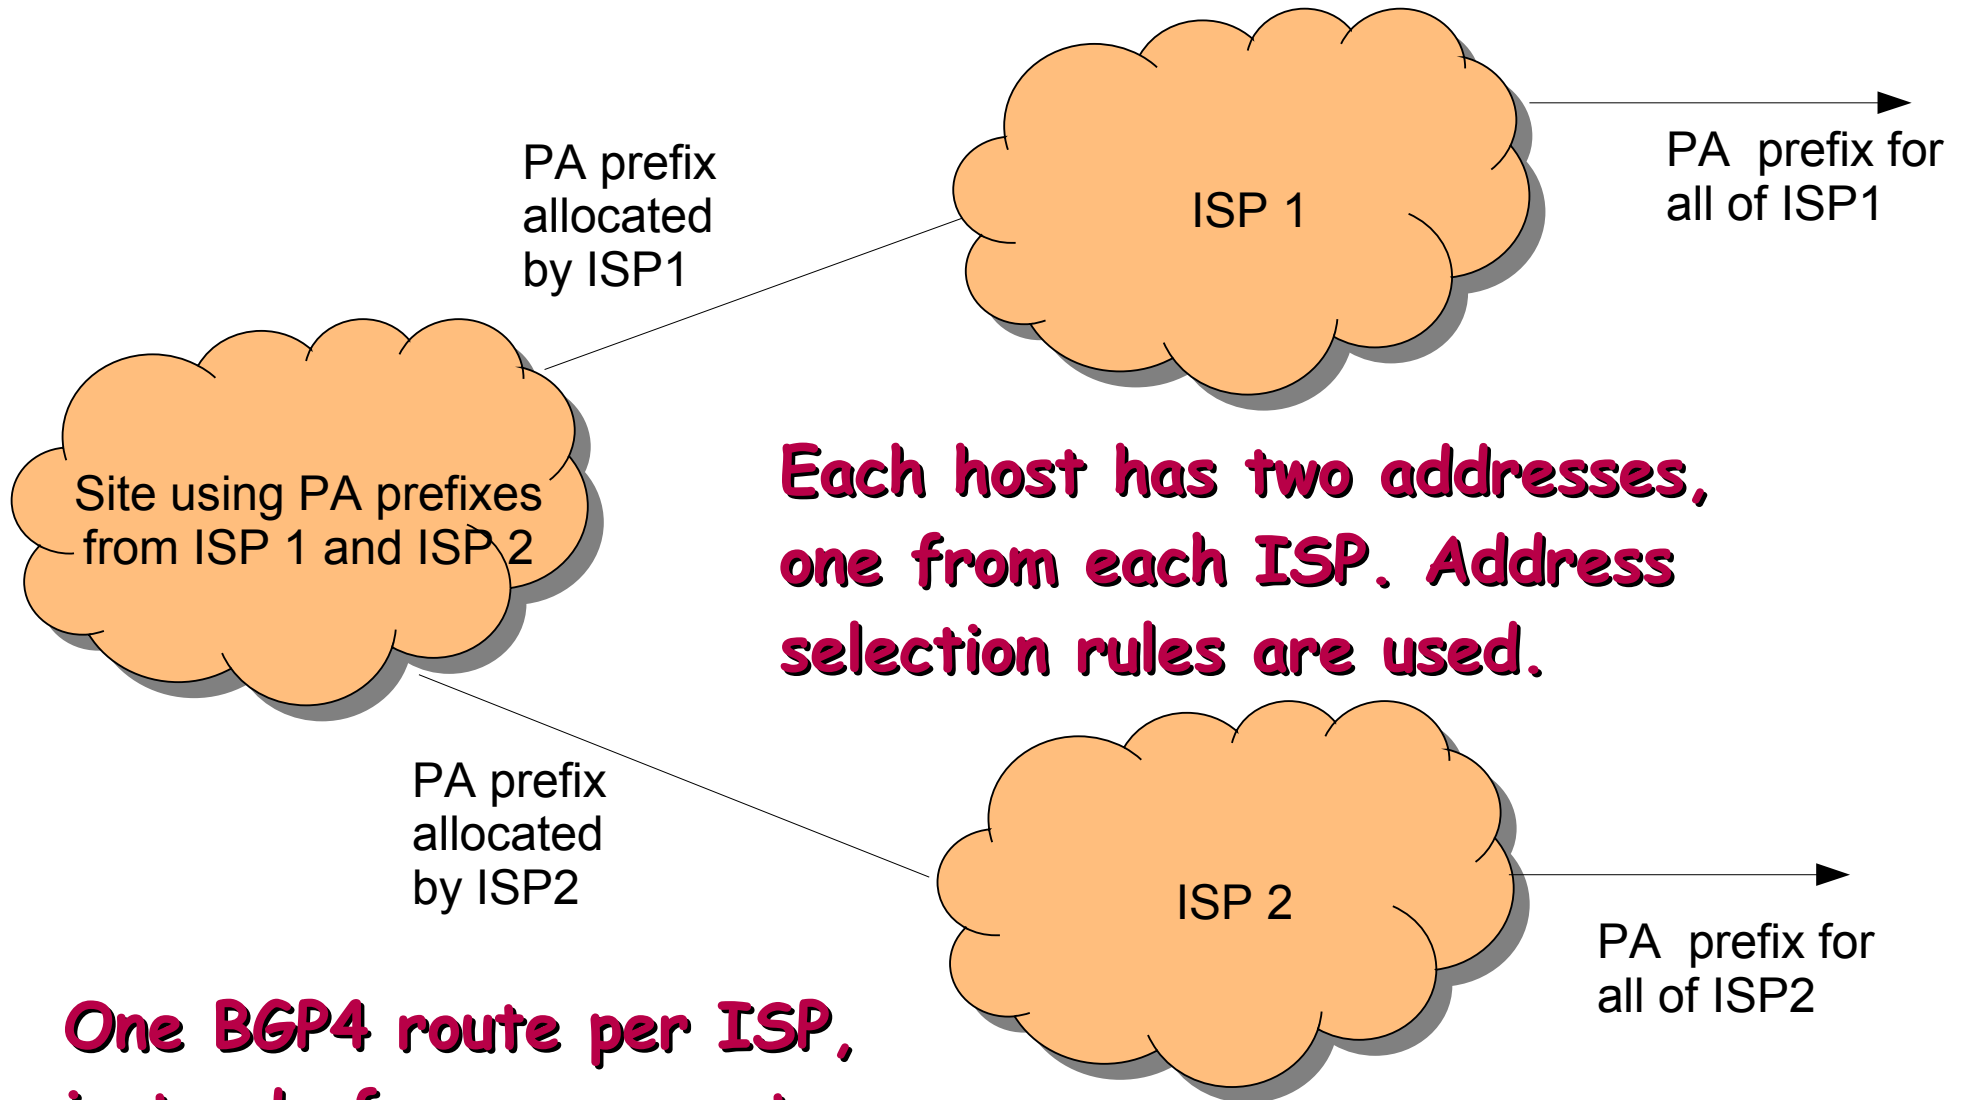 PA prefix
allocated
by ISP1
ISP 1
PA prefix for
all of ISP1
Site using PA prefixes
from ISP 1 and ISP 2
Each host has two addresses,
one from each ISP. Address
selection rules are used.
PA prefix
allocated
by ISP2
ISP 2
PA prefix for
all of ISP2
One BGP4 route per ISP,